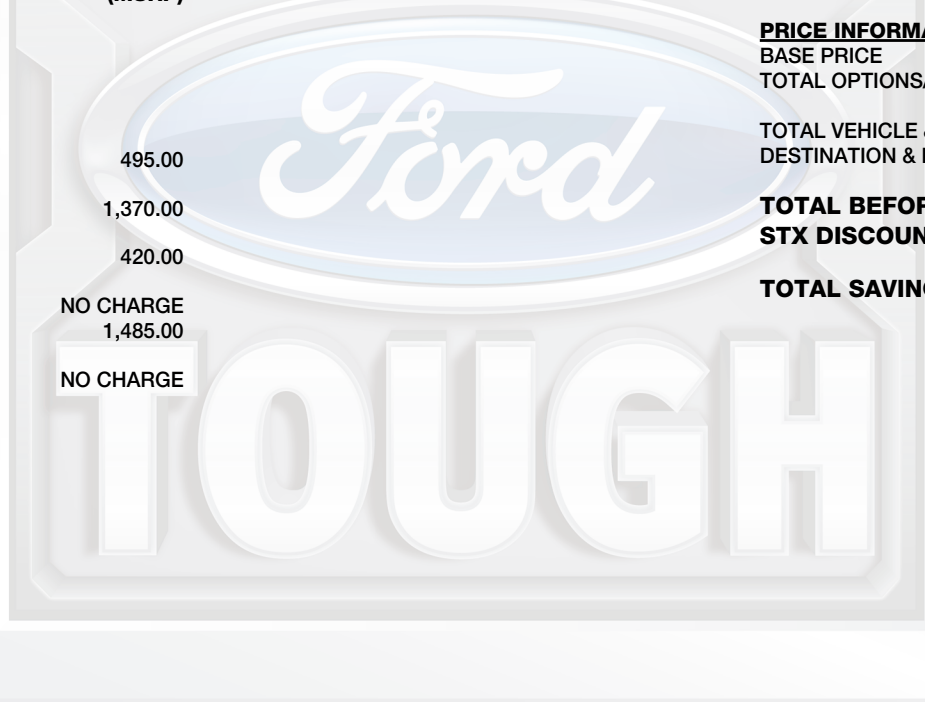 (MSRP)
495.00
1,370.00
420.00
NO CHARGE
1,485.00
NO CHARGE
PRICE INFORMA
BASE PRICE
TOTAL OPTIONS
TOTAL VEHICLE &
DESTINATION &
TOTAL BEFOR
STX DISCOUN
TOTAL SAVING
Ford
TOUGH